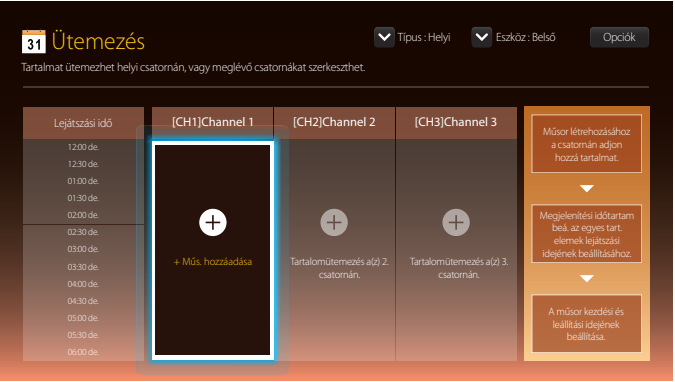 31 Ütemezés
Típus : Helyi
Eszköz : Belső
Opciók
Tartalmat ütemezhet helyi csatornán, vagy meglévő csatornákat szerkeszthet.
Lejátszási idő
[CH1]Channel 1
[CH2]Channel 2
[CH3]Channel 3
12:00 de.
12:30 de.
01:00 de.
01:30 de.
02:00 de.
02:30 de.
03:00 de.
03:30 de.
04:00 de.
04:30 de.
05:00 de.
05:30 de.
06:00 de.
+ Műs. hozzáadása
Tartalomütemezés a(z) 2.
csatornán.
Tartalomütemezés a(z) 3.
csatornán.
Műsor létrehozásához
a csatornán adjon
hozzá tartalmat.
Megjelenítési időtartam
beá. az egyes tart.
elemek lejátszási
idejének beállításához.
A műsor kezdési és
leállítási idejének
beállítása.